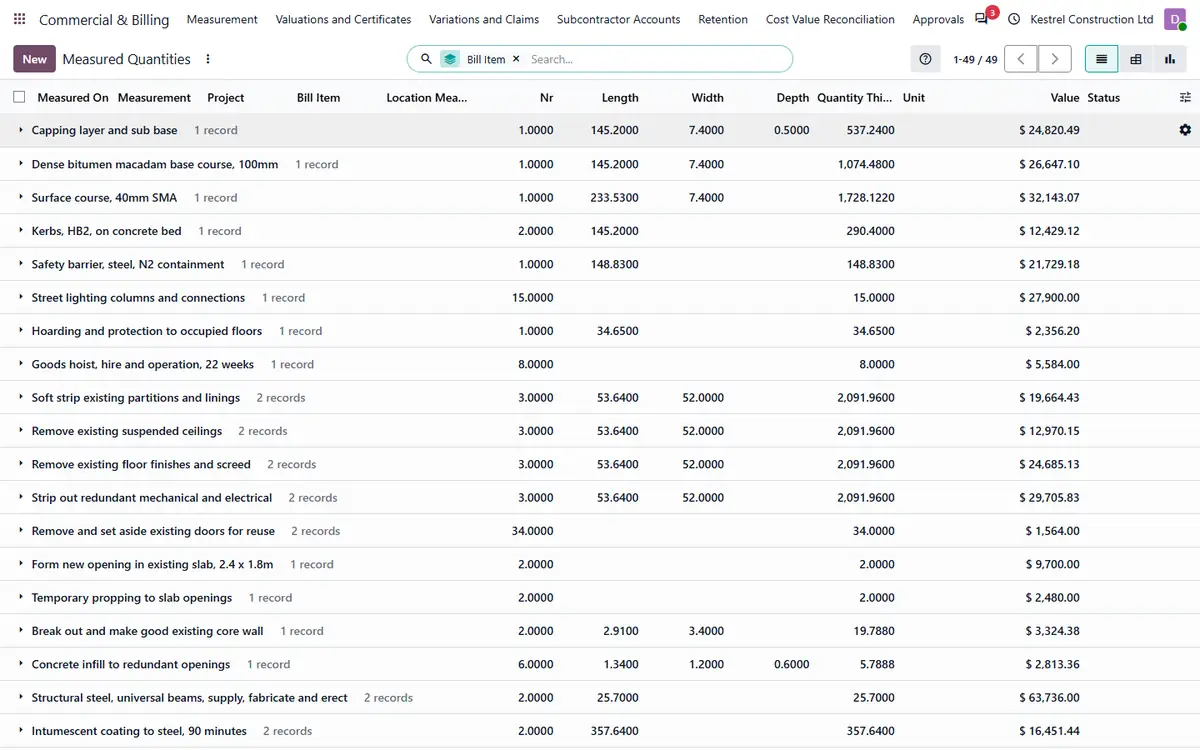 Commercial & Billing Measurement Valuations and Certificates Variations and Claims Subcontractor Accounts Retention Cost Value Reconciliation Approvals 3 Kestrel Construction Ltd D
New Measured Quantities Bill Item × Search... 1-49 / 49
Measured On Measurement Project Bill Item Location Mea... Nr Length Width Depth Quantity Thi... Unit Value Status
Capping layer and sub base 1 record 1.0000 145.2000 7.4000 0.5000 537.2400 $ 24,820.49
Dense bitumen macadam base course, 100mm 1 record 1.0000 145.2000 7.4000 1,074.4800 $ 26,647.10
Surface course, 40mm SMA 1 record 1.0000 233.5300 7.4000 1,728.1220 $ 32,143.07
Kerbs, HB2, on concrete bed 1 record 2.0000 145.2000 290.4000 $ 12,429.12
Safety barrier, steel, N2 containment 1 record 1.0000 148.8300 148.8300 $ 21,729.18
Street lighting columns and connections 1 record 15.0000 15.0000 $ 27,900.00
Hoarding and protection to occupied floors 1 record 1.0000 34.6500 34.6500 $ 2,356.20
Goods hoist, hire and operation, 22 weeks 1 record 8.0000 8.0000 $ 5,584.00
Soft strip existing partitions and linings 2 records 3.0000 53.6400 52.0000 2,091.9600 $ 19,664.43
Remove existing suspended ceilings 2 records 3.0000 53.6400 52.0000 2,091.9600 $ 12,970.15
Remove existing floor finishes and screed 2 records 3.0000 53.6400 52.0000 2,091.9600 $ 24,685.13
Strip out redundant mechanical and electrical 2 records 3.0000 53.6400 52.0000 2,091.9600 $ 29,705.83
Remove and set aside existing doors for reuse 2 records 34.0000 34.0000 $ 1,564.00
Form new opening in existing slab, 2.4 x 1.8m 1 record 2.0000 2.0000 $ 9,700.00
Temporary propping to slab openings 1 record 2.0000 2.0000 $ 2,480.00
Break out and make good existing core wall 1 record 2.0000 2.9100 3.4000 19.7880 $ 3,324.38
Concrete infill to redundant openings 1 record 6.0000 1.3400 1.2000 0.6000 5.7888 $ 2,813.36
Structural steel, universal beams, supply, fabricate and erect 2 records 2.0000 25.7000 25.7000 $ 63,736.00
Intumescent coating to steel, 90 minutes 2 records 2.0000 357.6400 357.6400 $ 16,451.44